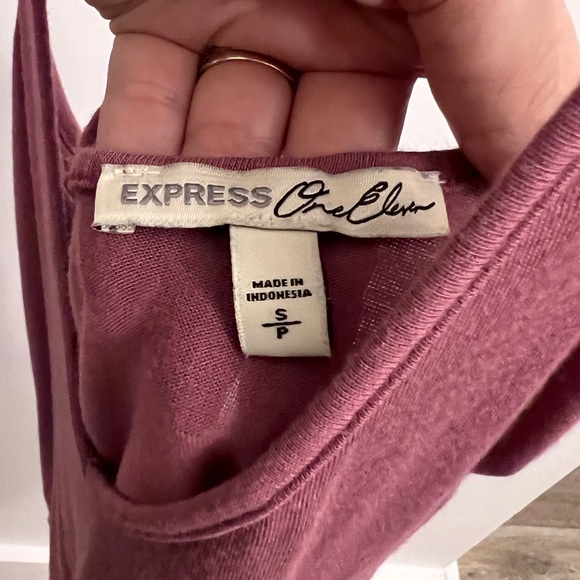 EXPRESS One Eleven
MADE IN
INDONESIA
S
P